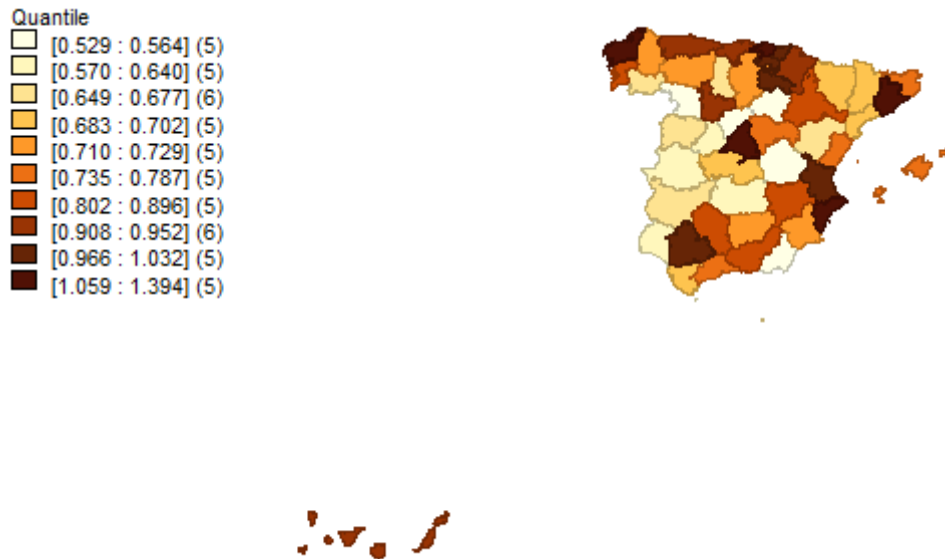 Quantile
[0.529 : 0.564] (5)
[0.570 : 0.640] (5)
[0.649 : 0.677] (6)
[0.683 : 0.702] (5)
[0.710 : 0.729] (5)
[0.735 : 0.787] (5)
[0.802 : 0.896] (5)
[0.908 : 0.952] (6)
[0.966 : 1.032] (5)
[1.059 : 1.394] (5)